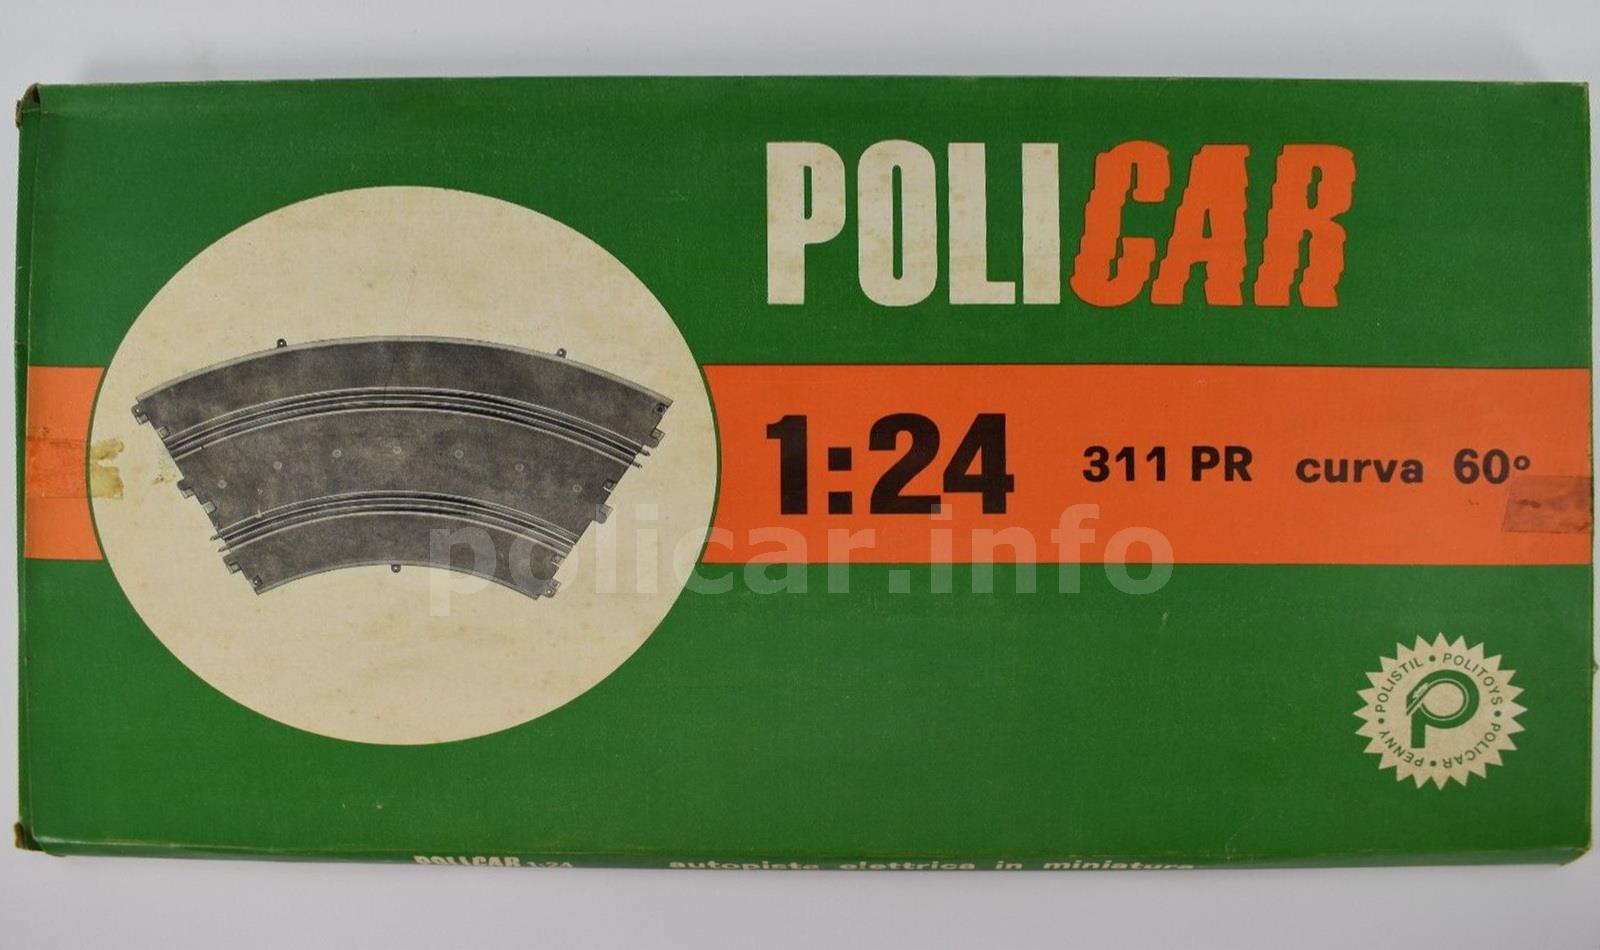 POLICAR
1:24 311 PR curva 60°
policar.info
POLISTIL • POLITOYS • POLICAR • PENNY •
P
POLICAR 1:24 autopista elettrica in miniatura